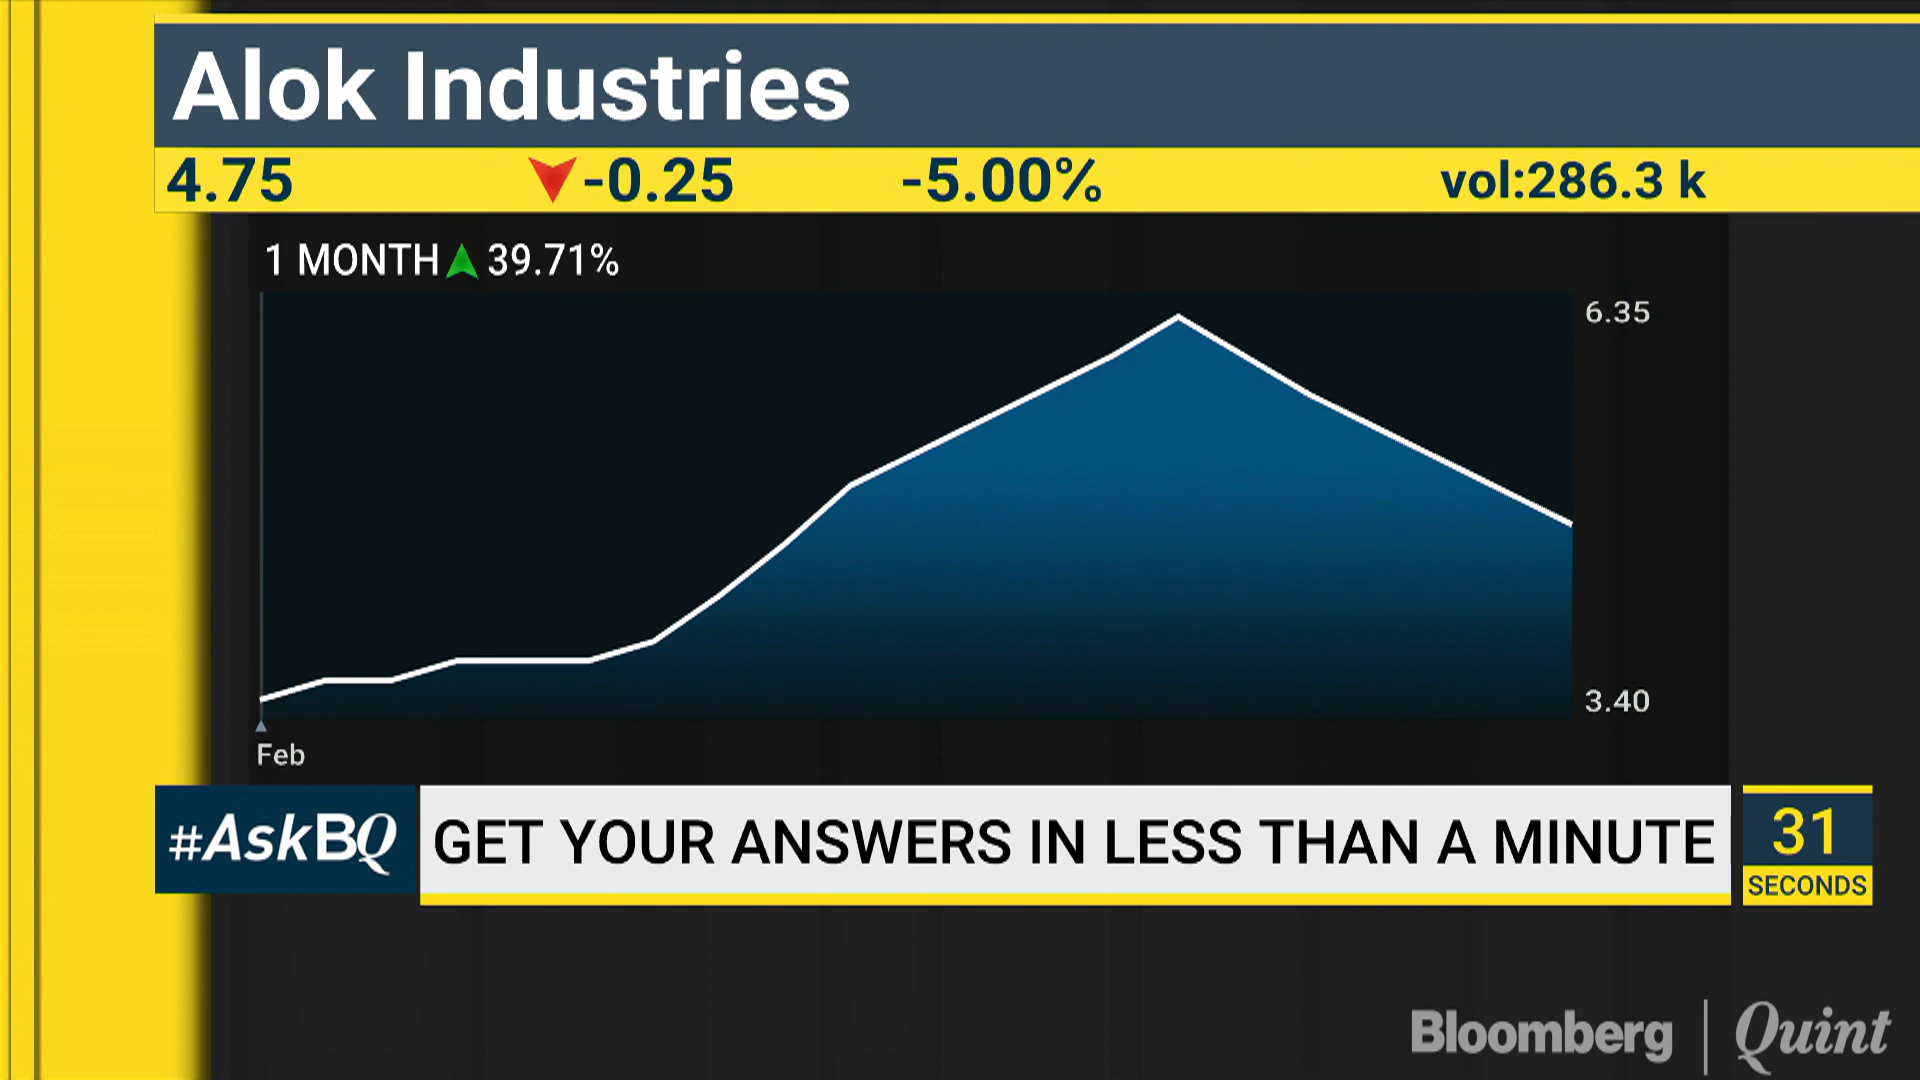 Alok Industries
4.75 -0.25 -5.00% vol:286.3 k
1 MONTH 39.71%
6.35
3.40
Feb
#AskBQ GET YOUR ANSWERS IN LESS THAN A MINUTE 31
SECONDS
Bloomberg | Quint